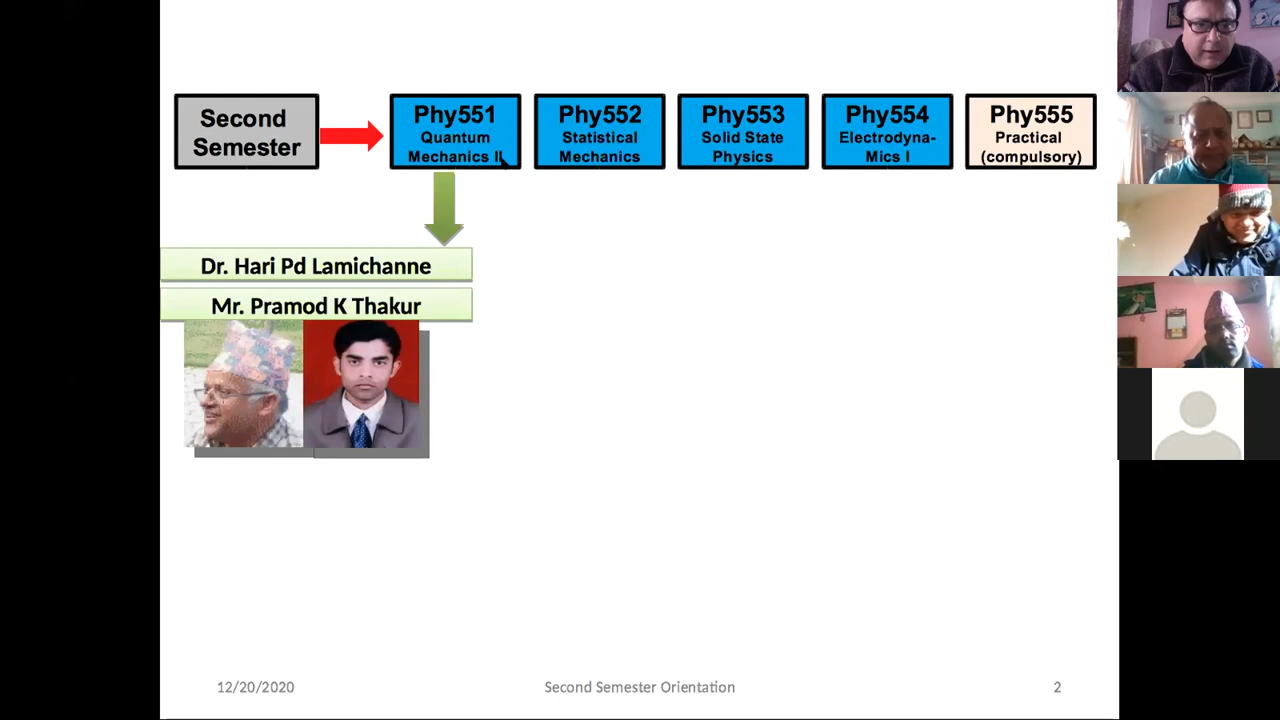 Second
Semester
Phy551
Quantum
Mechanics II
Phy552
Statistical
Mechanics
Phy553
Solid State
Physics
Phy554
Electrodyna-
Mics I
Phy555
Practical
(compulsory)
Dr. Hari Pd Lamichanne
Mr. Pramod K Thakur
12/20/2020
Second Semester Orientation
2